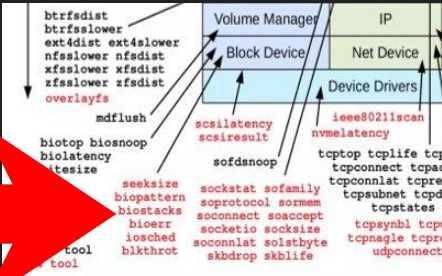 btrfsdist
btrfsslower
ext4dist ext4slower
nfsslower nfsdist
xfsslower xfsdist
zfsslower zfsdist
overlayfs
mdflush
biotop biosnoop
biolatency
seeksize
biopattern
biostacks
bioerr
iosched
blkthrot
tool
tool
Volume Manager
Block Device
IP
Net Device
Device Drivers
scsilatency
scsiresult
sofdsnoop
sockstat sofamily
soprotocol sormem
soconnect soaccept
socketio socksize
soconnlat solstbyte
skbdrop skblife
ieee80211scan
nvmelatency
tcptop tcplife
tcpconnect
tcpconnlat
tcpsubnet
tcpstates
tcpsynbl
tcpnagle
udpconnect